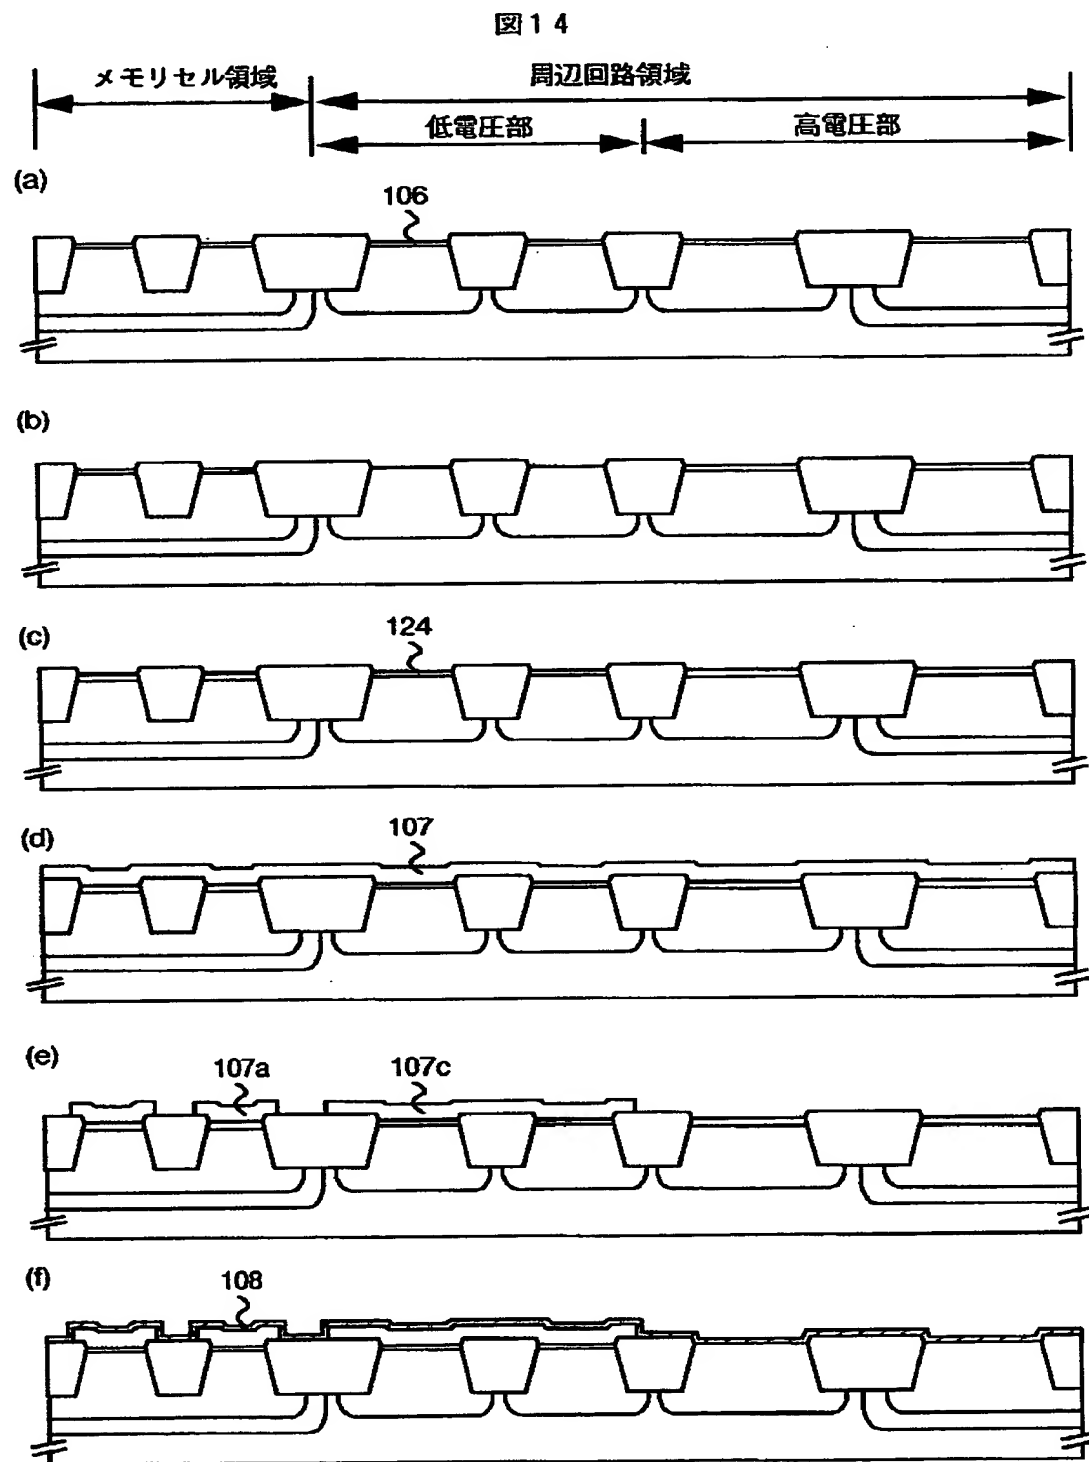 図14
メモリセル領域
周辺回路領域
低電圧部
高電圧部
(a)
106
(b)
(c)
124
(d)
107
(e)
107a
107c
(f)
108